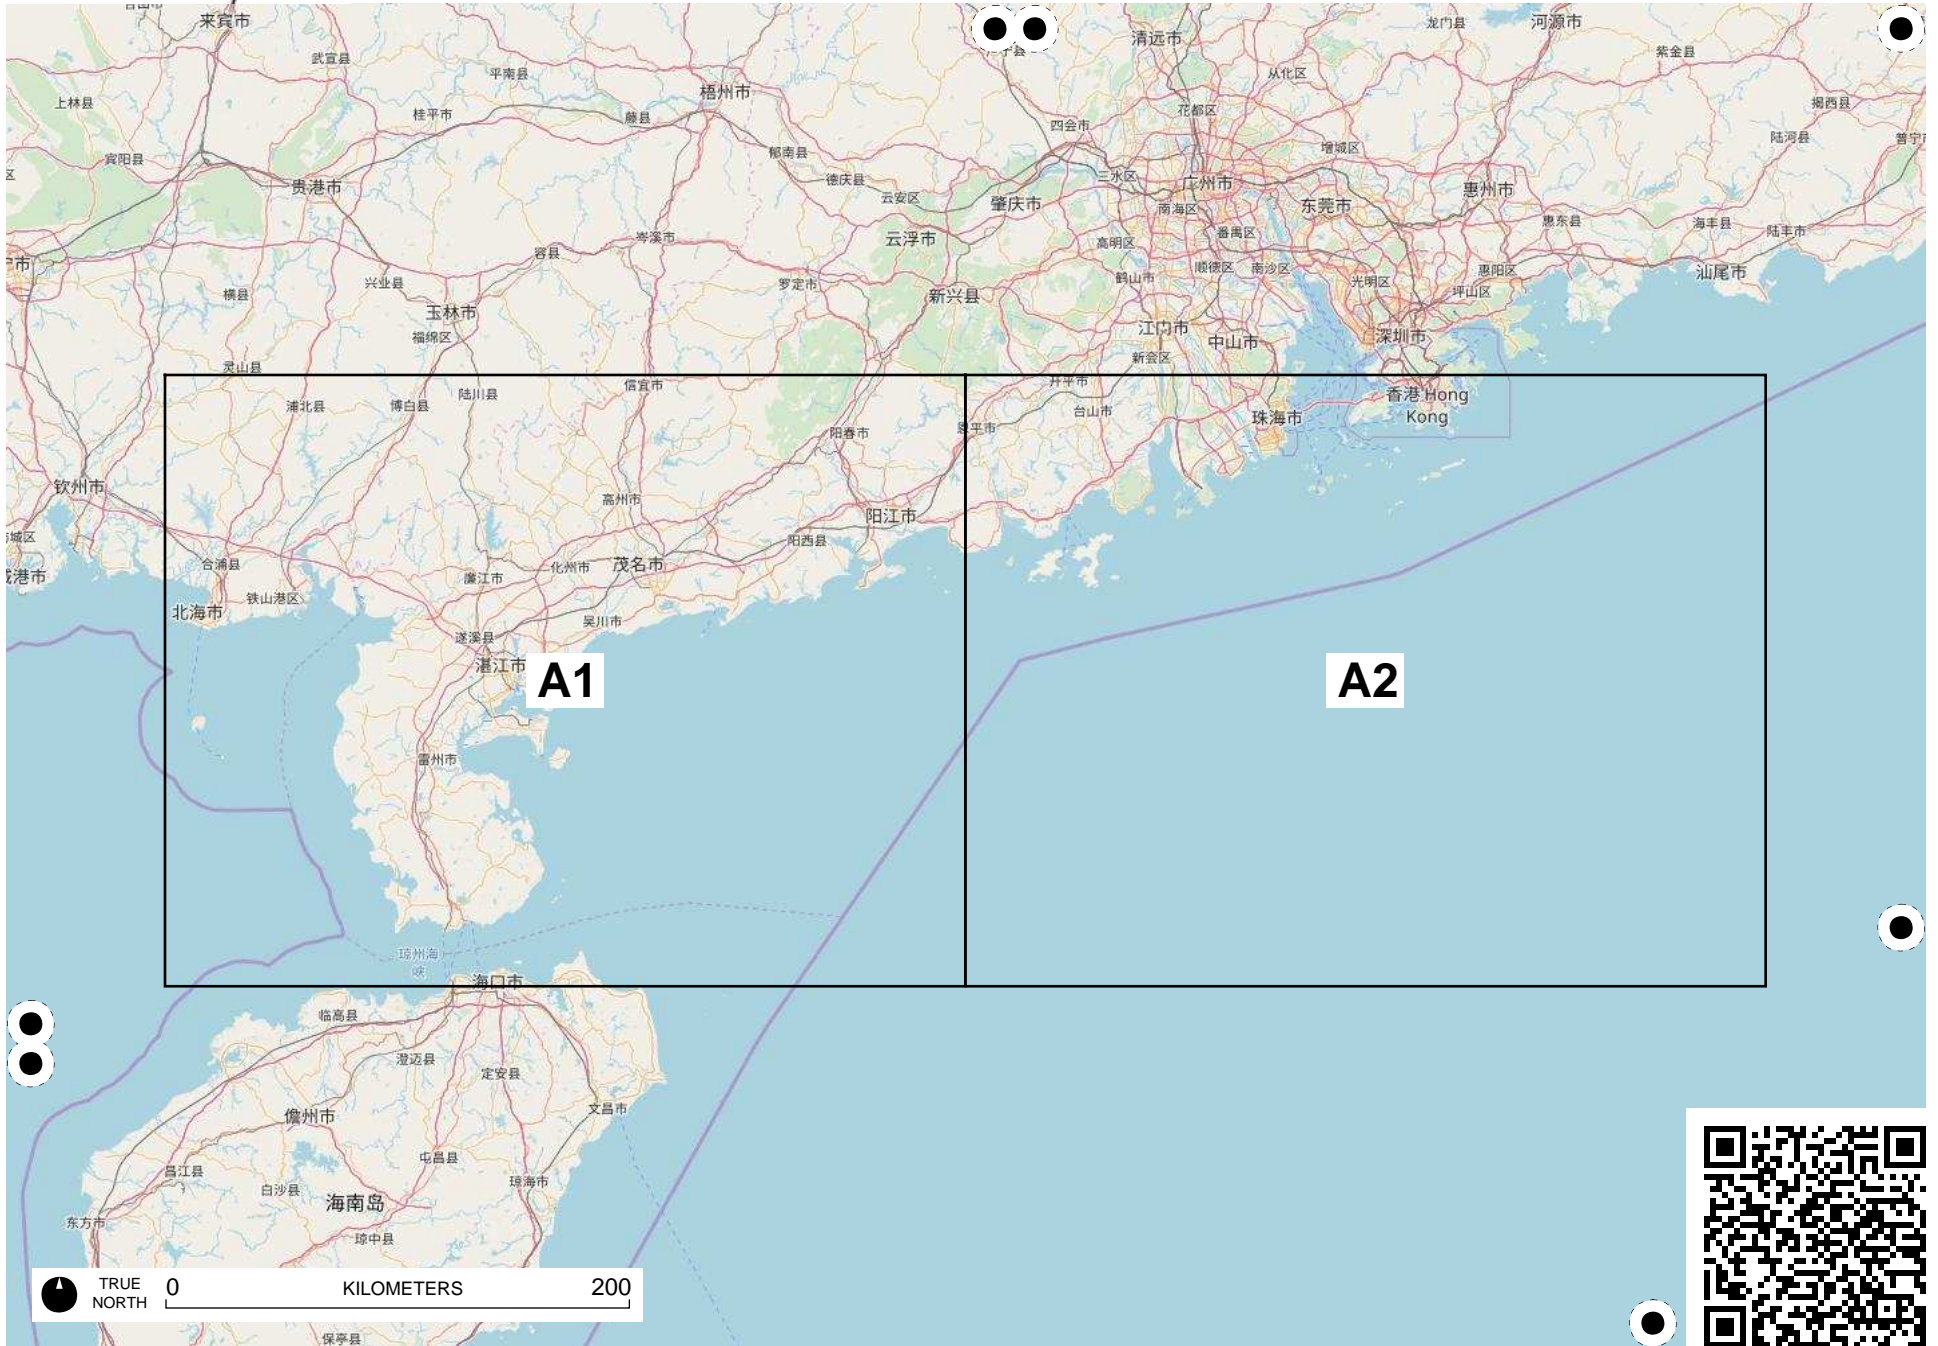 来宾市
龙门县
河源市
清远市
紫金县
武宣县
平南县
从化区
梧州市
上林县
揭西县
桂平市
藤县
花都区
四会市
陆河县
普宁
宾阳县
郁南县
增城区
区
贵港市
德庆县
三水区
广州市
惠州市
云安区
肇庆市
南海区
东莞市
惠东县
海丰县
陆丰市
番禺区
岑溪市
云浮市
高明区
容县
宁市
顺德区
南沙区
惠阳区
汕尾市
鹤山市
光明区
兴业县
罗定市
横县
新兴县
坪山区
玉林市
江门市
中山市
深圳市
福绵区
新会区
灵山县
信宜市
开平市
陆川县
香港 Hong
Kong
浦北县
博白县
台山市
珠海市
阳春市
恩平市
钦州市
高州市
阳江市
城区
阳西县
合浦县
化州市
茂名市
港市
廉江市
铁山港区
北海市
吴川市
遂溪县
湛江市
A1
A2
雷州市
琼州海
峡
海口市
临高县
澄迈县
定安县
儋州市
文昌市
屯昌县
昌江县
白沙县
琼海市
海南岛
东方市
琼中县
TRUE
NORTH
0
KILOMETERS
200
保亭县